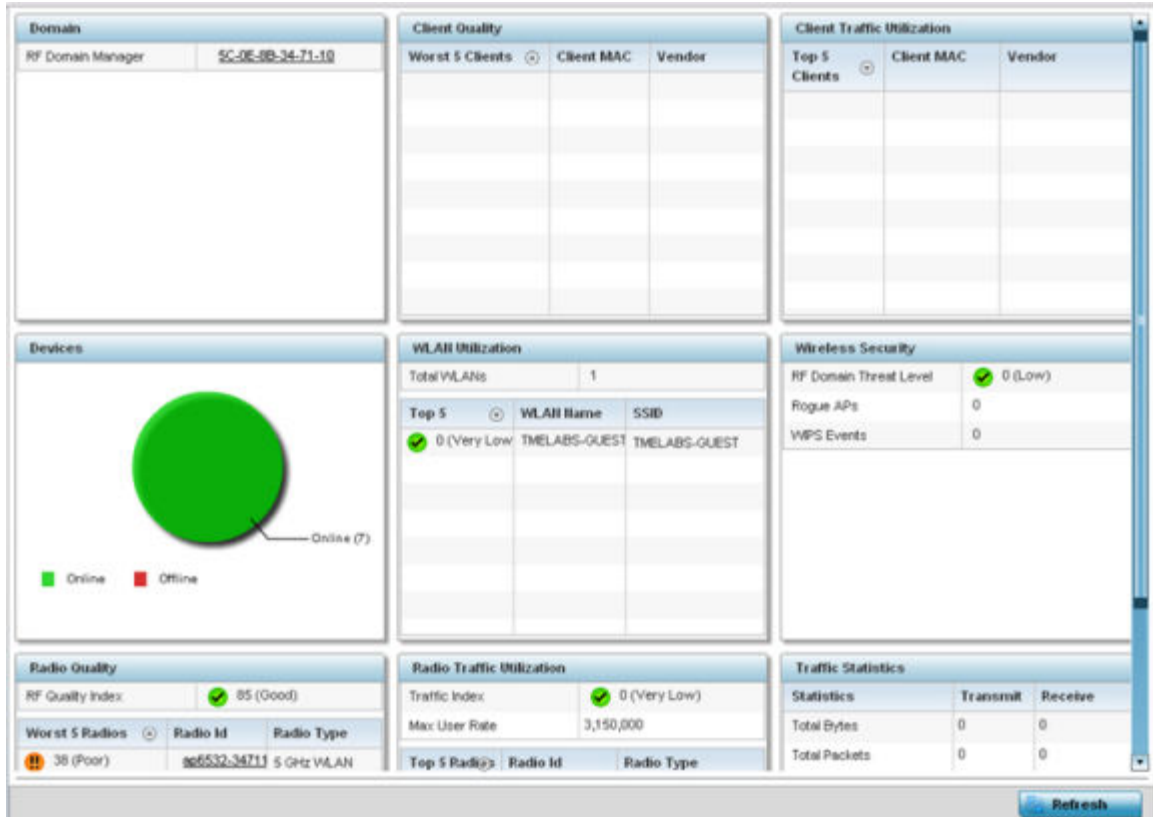 Domain
RF Domain Manager 5C-0E-8B-34-71-10
Client Quality
Worst 5 Clients Client MAC Vendor
Client Traffic Utilization
Top 5 Clients Client MAC Vendor
Devices
Online (7)
Online Offline
WLAN Utilization
Total WLANs 1
Top 5 WLAN Name SSID
0 (Very Low TMELABS-GUEST TMELABS-GUEST
Wireless Security
RF Domain Threat Level 0 (Low)
Rogue APs 0
WIPS Events 0
Radio Quality
RF Quality Index 85 (Good)
Worst 5 Radios Radio Id Radio Type
38 (Poor) ap6532-34711 5 GHz WLAN
Radio Traffic Utilization
Traffic Index 0 (Very Low)
Max User Rate 3,150,000
Top 5 Radios Radio Id Radio Type
Traffic Statistics
Statistics Transmit Receive
Total Bytes 0 0
Total Packets 0 0
Refresh